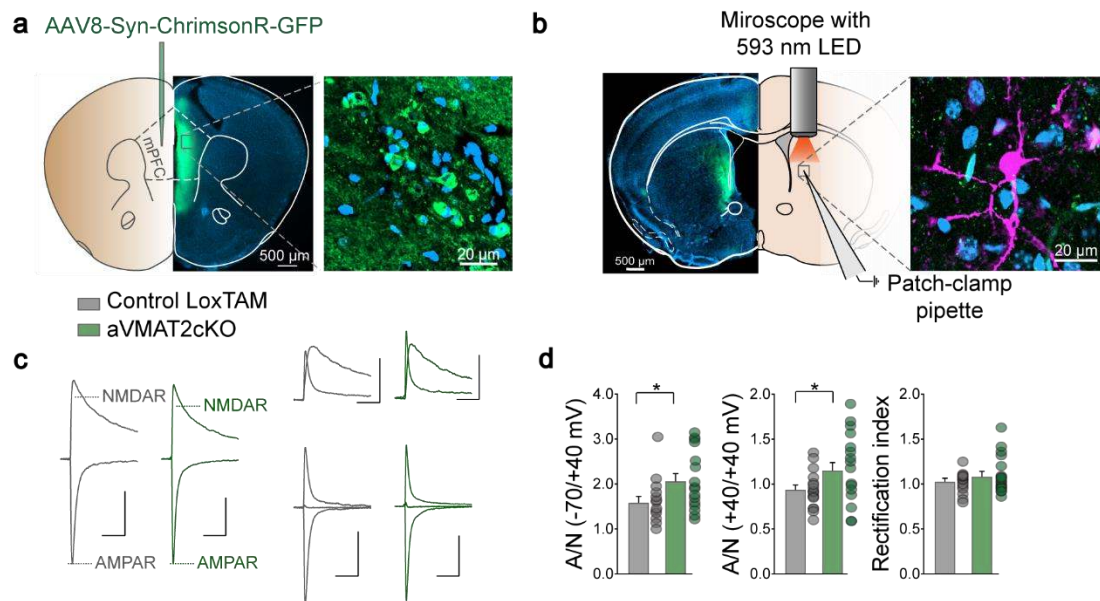 a
AAV8-Syn-ChrimsonR-GFP
mPFC
500 µm
20 µm
b
Miroscope with
593 nm LED
500 µm
20 µm
Patch-clamp
pipette
Control LoxTAM
aVMAT2cKO
c
NMDAR
NMDAR
AMPAR
AMPAR
d
A/N (-70/+40 mV)
4.0
3.0
2.0
1.0
0.0
*
A/N (+40/+40 mV)
2.0
1.5
1.0
0.5
0.0
*
Rectification index
2.0
1.5
1.0
0.5
0.0